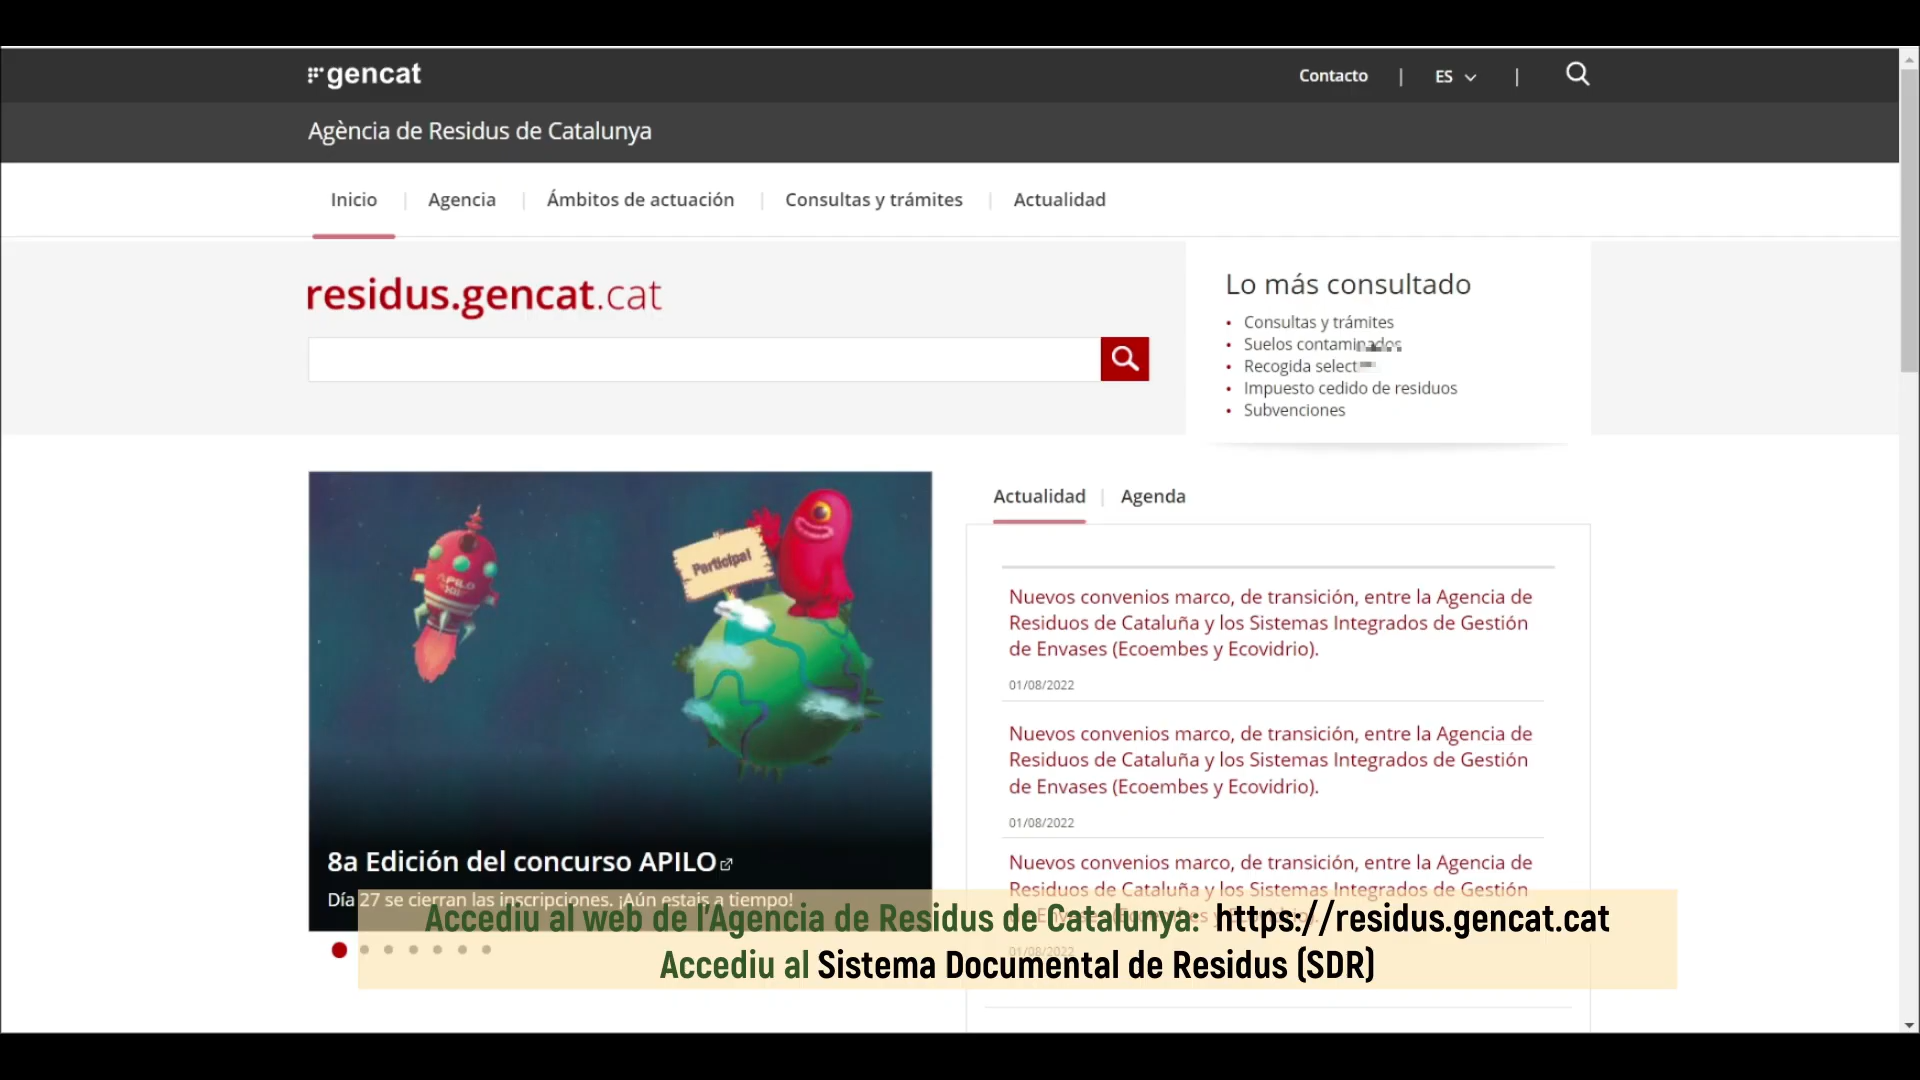 gencat
Contacto | ES |
Agència de Residus de Catalunya
Inicio | Agencia | Ámbitos de actuación | Consultas y trámites | Actualidad
residus.gencat.cat
Lo más consultado
Consultas y trámites
Suelos contaminados
Recogida
Impuesto cedido de residuos
Subvenciones
Participa!
APILO
XII
8a Edición del concurso APILO
Día 27 se cierran las inscripciones. ¡Aún estais a tiempo!
Actualidad | Agenda
Nuevos convenios marco, de transición, entre la Agencia de
Residuos de Cataluña y los Sistemas Integrados de Gestión
de Envases (Ecoembes y Ecovidrio).
01/08/2022
Nuevos convenios marco, de transición, entre la Agencia de
Residuos de Cataluña y los Sistemas Integrados de Gestión
de Envases (Ecoembes y Ecovidrio).
01/08/2022
Nuevos convenios marco, de transición, entre la Agencia de
Residuos de Cataluña y los Sistemas Integrados de Gestión
01/08/2022
Accediu al web de l'Agencia de Residus de Catalunya: https://residus.gencat.cat
Accediu al Sistema Documental de Residus (SDR)